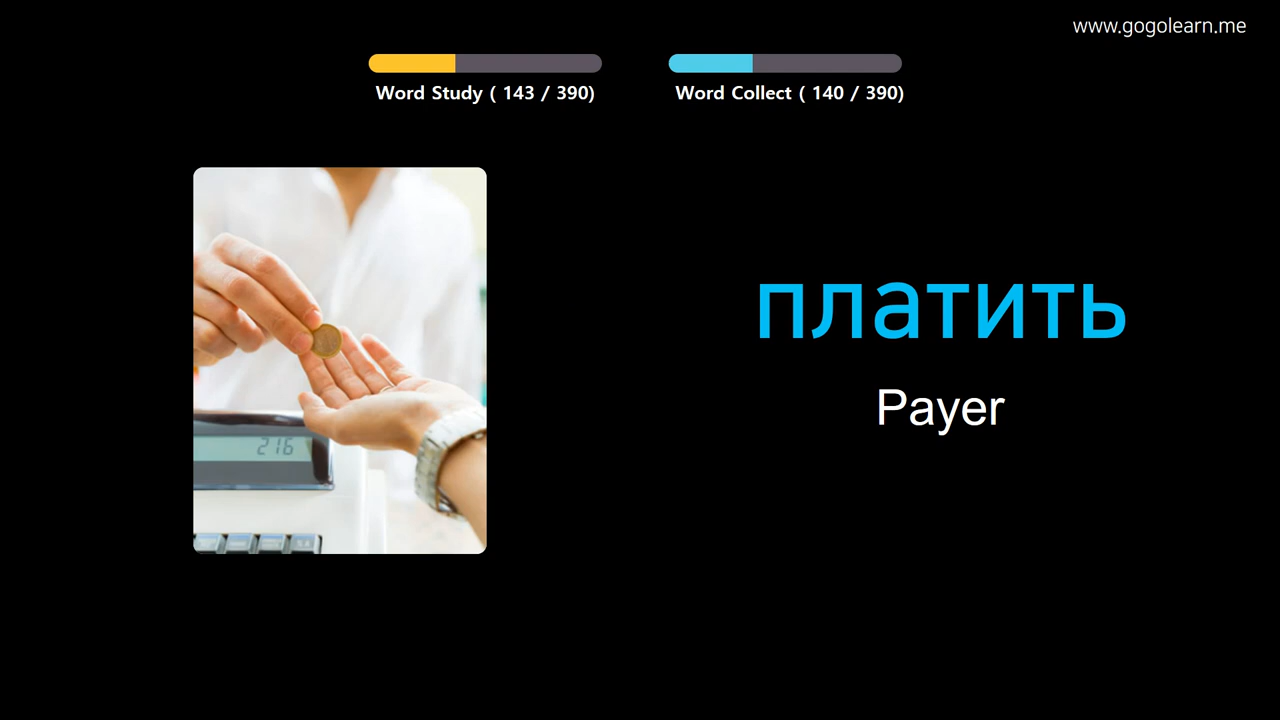 www.gogolearn.me
Word Study ( 143 / 390)
Word Collect ( 140 / 390)
платить
Payer
216